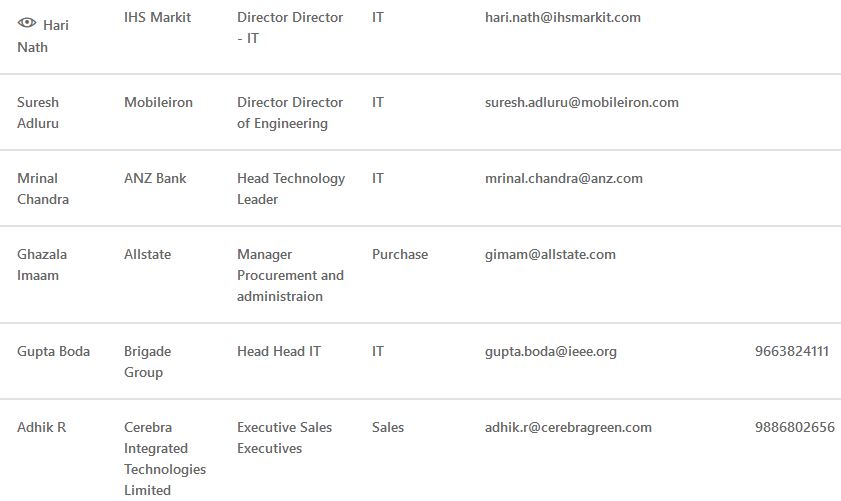 Hari Nath IHS Markit Director Director - IT IT hari.nath@ihsmarkit.com
Suresh Adluru Mobileiron Director Director of Engineering IT suresh.adluru@mobileiron.com
Mrinal Chandra ANZ Bank Head Technology Leader IT mrinal.chandra@anz.com
Ghazala Imaam Allstate Manager Procurement and administraion Purchase gimam@allstate.com
Gupta Boda Brigade Group Head Head IT IT gupta.boda@ieee.org 9663824111
Adhik R Cerebra Integrated Technologies Limited Executive Sales Executives Sales adhik.r@cerebragreen.com 9886802656